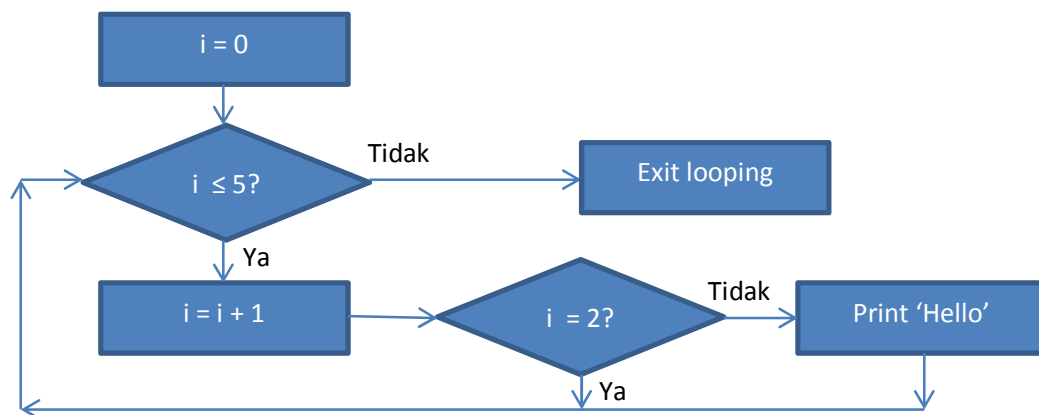 i = 0
i ≤ 5?
Tidak
Exit looping
Ya
i = i + 1
i = 2?
Tidak
Print ‘Hello’
Ya